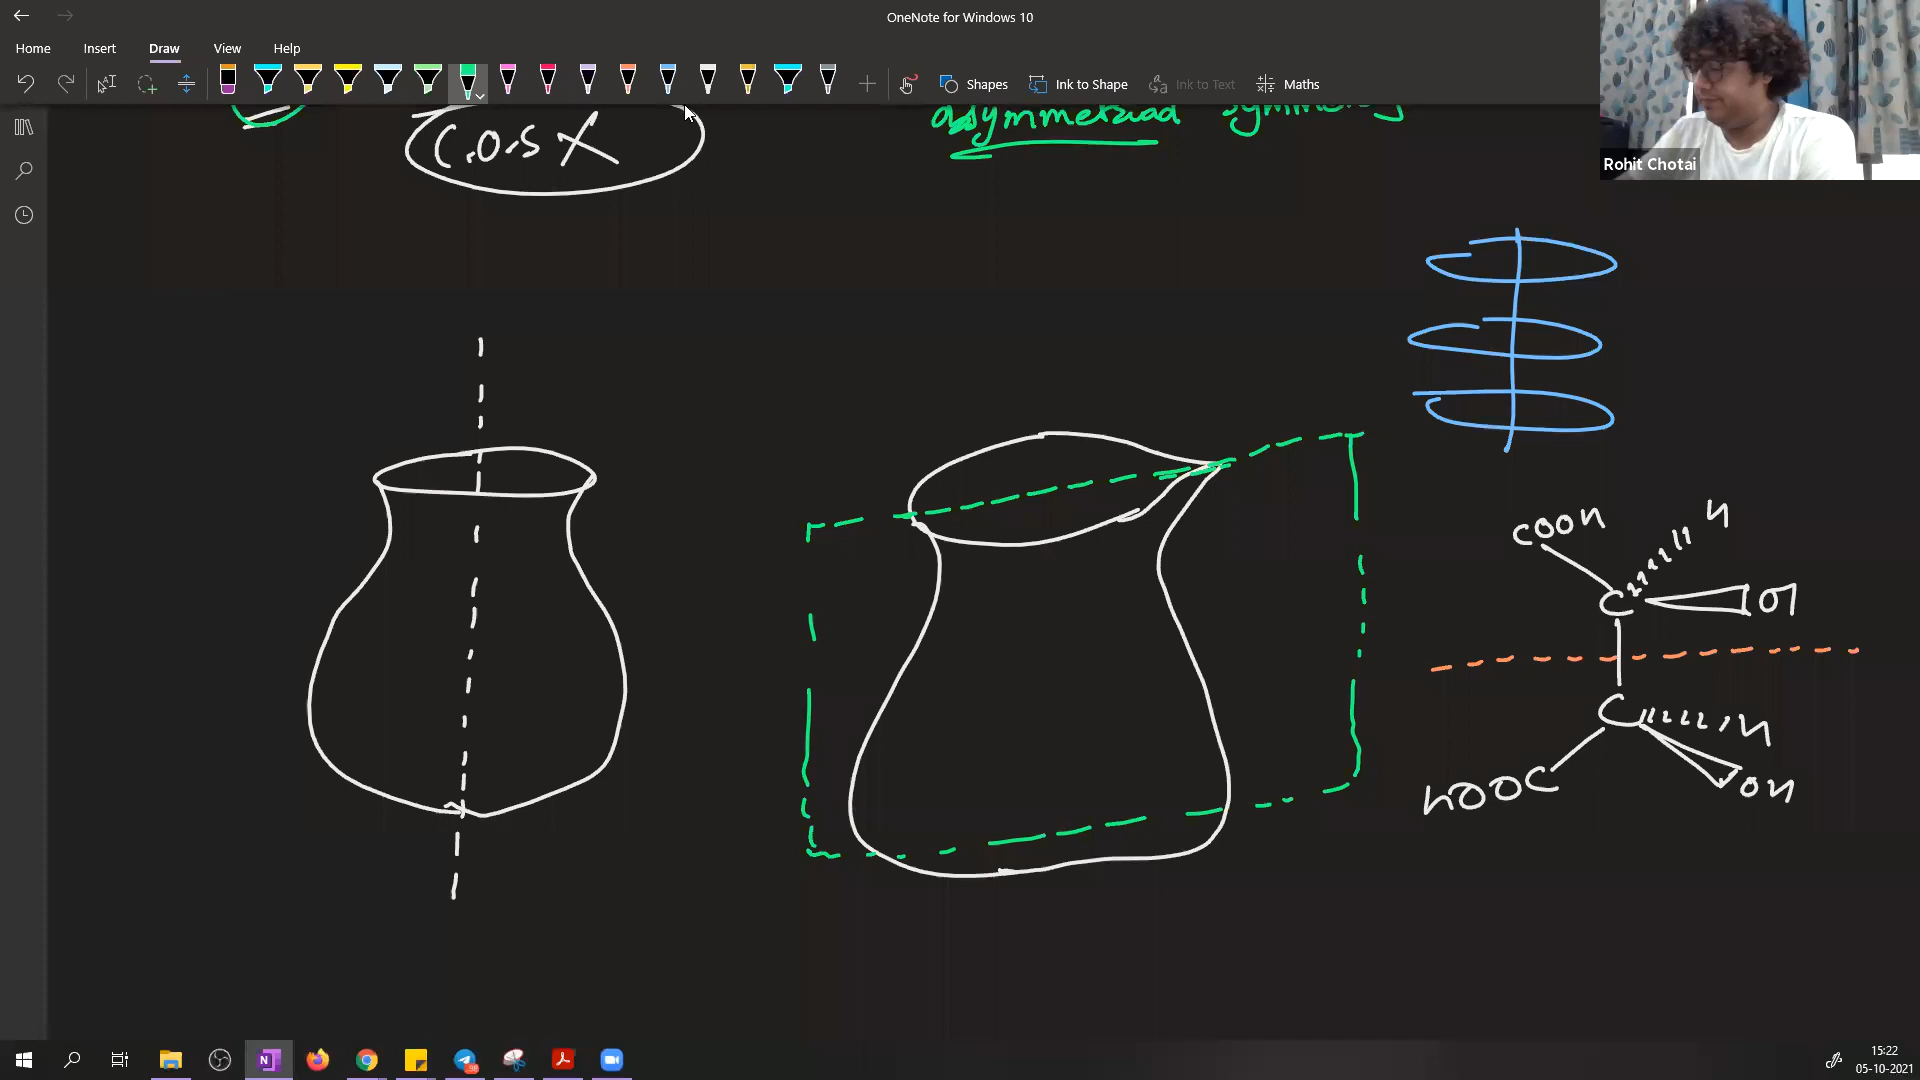 OneNote for Windows 10
Home Insert Draw View Help
Shapes Ink to Shape Ink to Text Maths
C.O.S X
Rohit Chotai
COOH H
C OH
C H
HOOC OH
15:22
05-10-2021